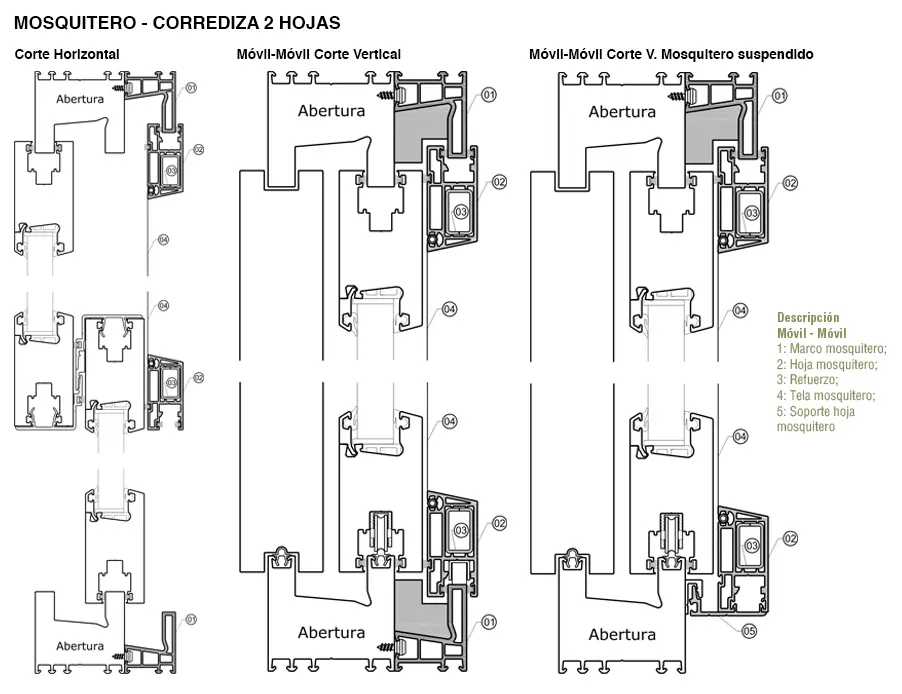 MOSQUITERO - CORREDIZA 2 HOJAS
Corte Horizontal
Móvil-Móvil Corte Vertical
Móvil-Móvil Corte V. Mosquitero suspendido
Abertura
01
02
03
04
04
03
02
Abertura
01
Abertura
01
02
03
04
04
03
02
Abertura
01
Abertura
01
02
03
04
04
03
02
Abertura
05
Descripción
Móvil - Móvil
1: Marco mosquitero;
2: Hoja mosquitero;
3: Refuerzo;
4: Tela mosquitero;
5: Soporte hoja
mosquitero